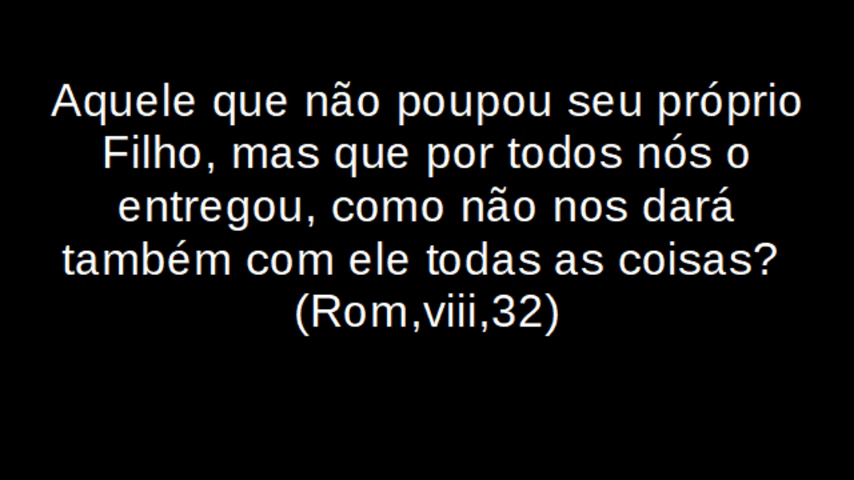 Aquele que não poupou seu próprio
Filho, mas que por todos nós o
entregou, como não nos dará
também com ele todas as coisas?
(Rom,viii,32)